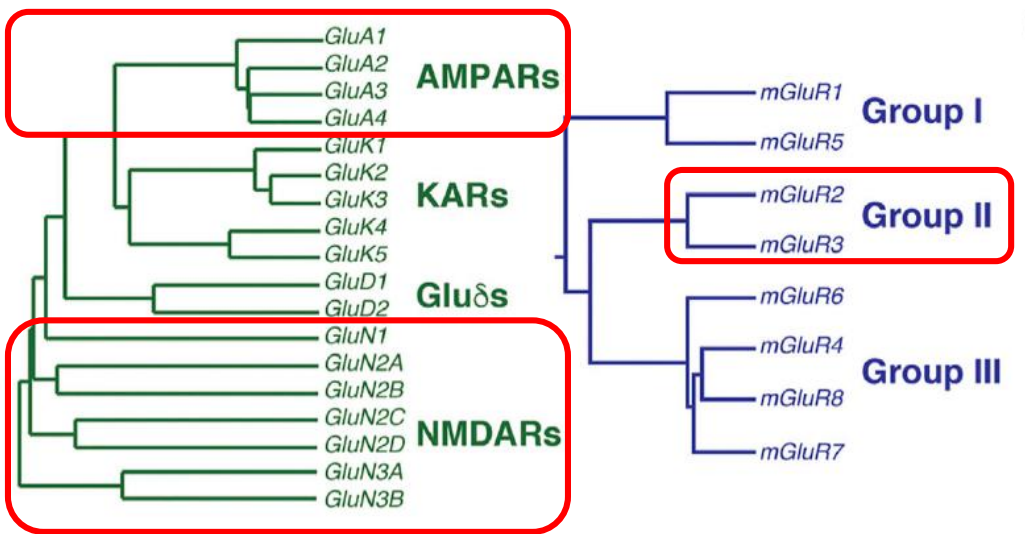 GluA1
GluA2
GluA3
GluA4
AMPARs
GluK1
GluK2
GluK3
GluK4
GluK5
KARs
GluD1
GluD2
Gluδs
GluN1
GluN2A
GluN2B
GluN2C
GluN2D
GluN3A
GluN3B
NMDARs
mGluR1
mGluR5
Group I
mGluR2
mGluR3
Group II
mGluR6
mGluR4
mGluR8
mGluR7
Group III